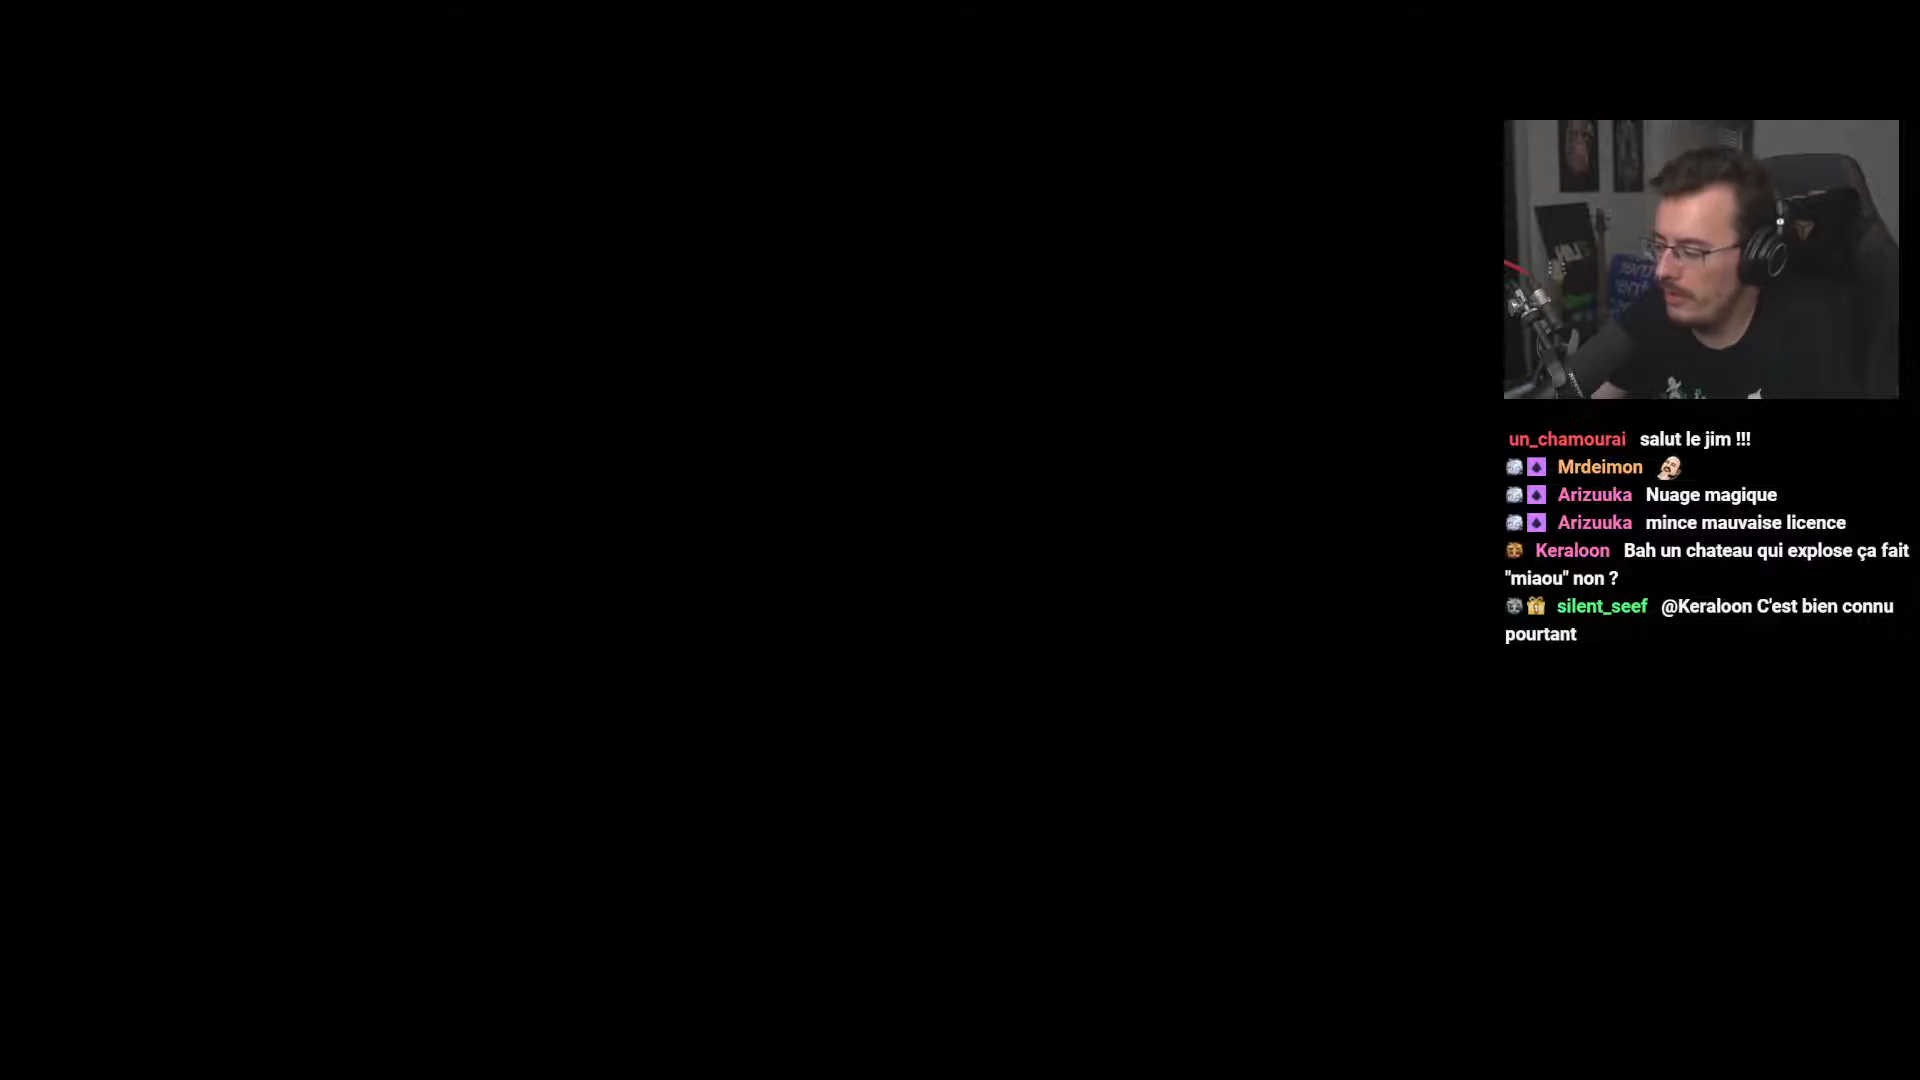 un_chamourai salut le jim !!!
Mrdeimon
Arizuuka Nuage magique
Arizuuka mince mauvaise licence
Keraloon Bah un chateau qui explose ça fait
"miaou" non ?
silent_seef @Keraloon C'est bien connu
pourtant